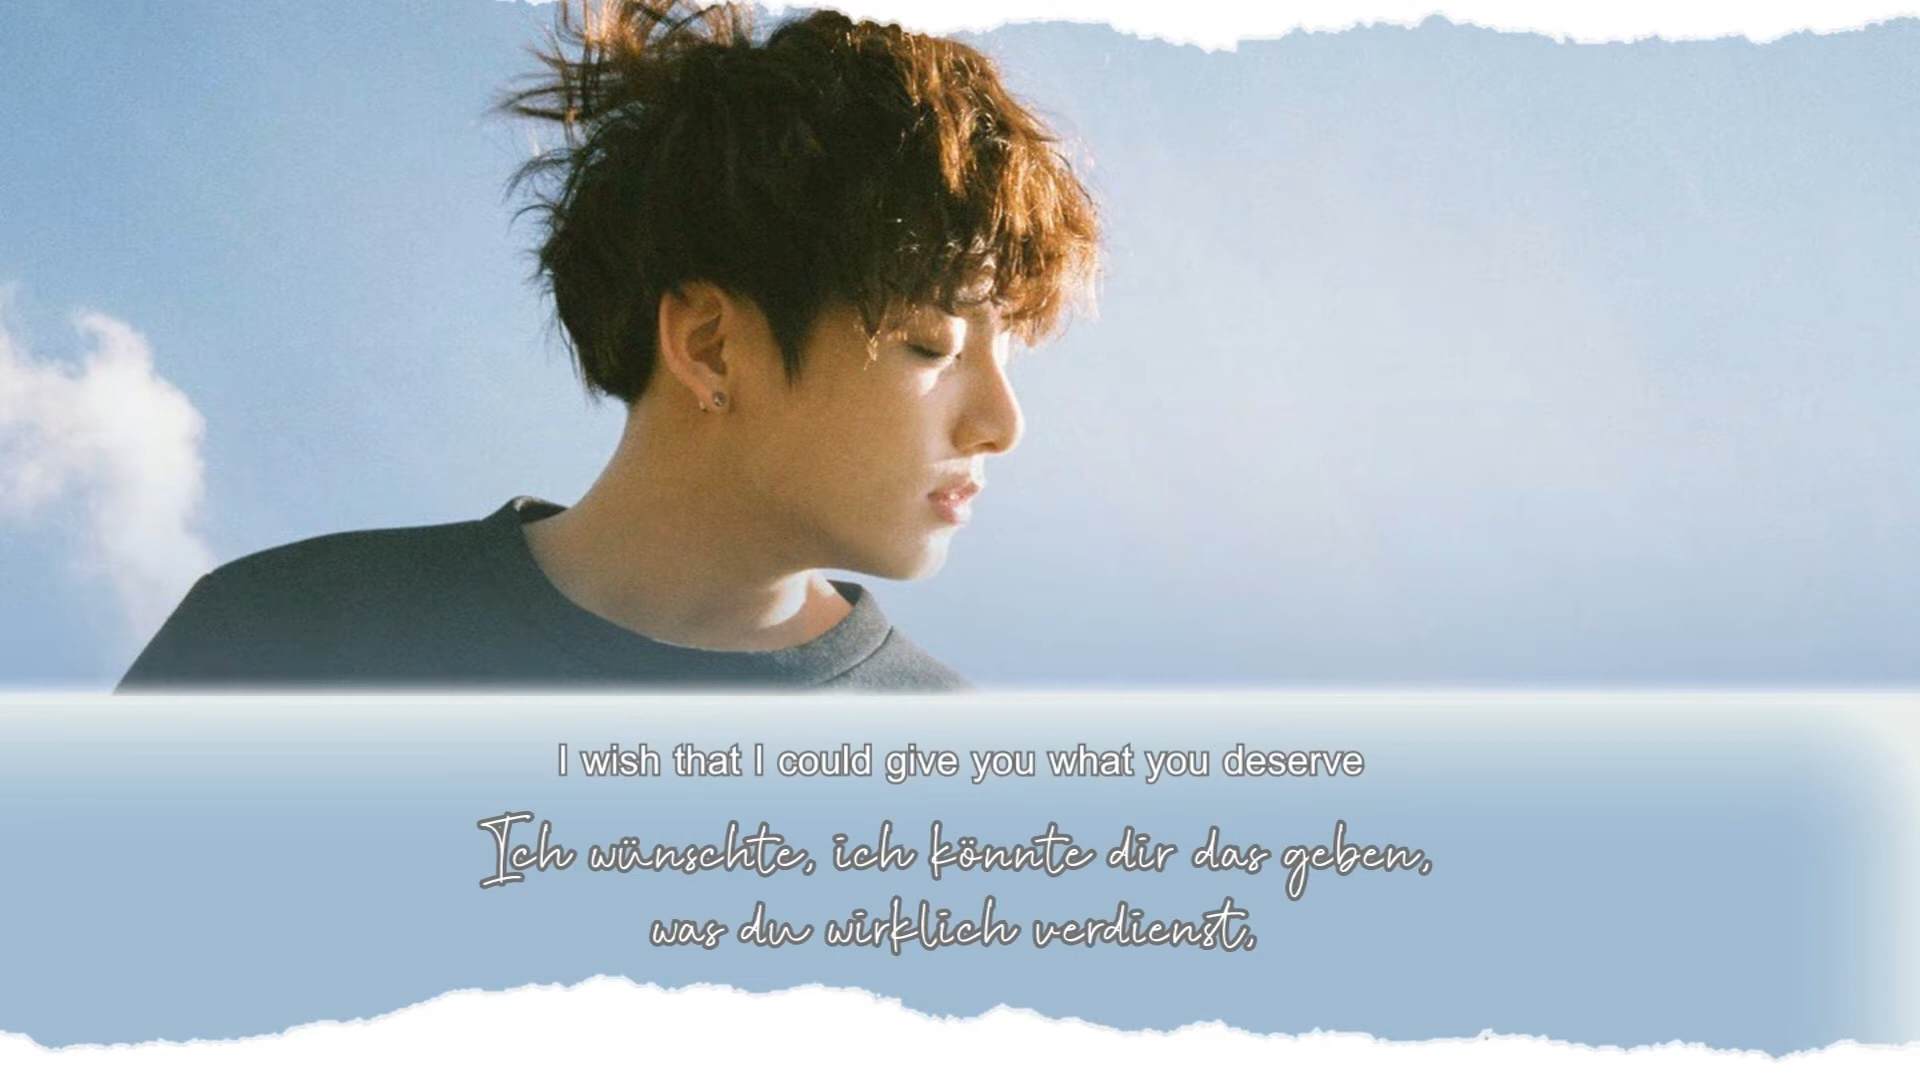 I wish that I could give you what you deserve
Ich wünschte, ich könnte dir das geben,
was du wirklich verdienst,